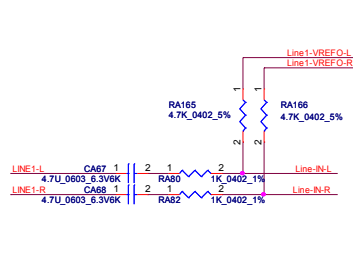 Line1-VREFO-L
Line1-VREFO-R
1
1
RA165
4.7K_0402_5%
RA166
4.7K_0402_5%
2
2
LINE1-L
CA67 1 2 1 2
Line-IN-L
4.7U_0603_6.3V6K
RA80
1K_0402_1%
LINE1-R
CA68 1 2 1 2
Line-IN-R
4.7U_0603_6.3V6K
RA82
1K_0402_1%